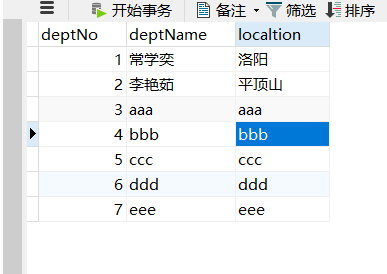 开始事务 备注 筛选 排序
deptNo deptName localtion
1 常学奕 洛阳
2 李艳茹 平顶山
3 aaa aaa
4 bbb bbb
5 ccc ccc
6 ddd ddd
7 eee eee